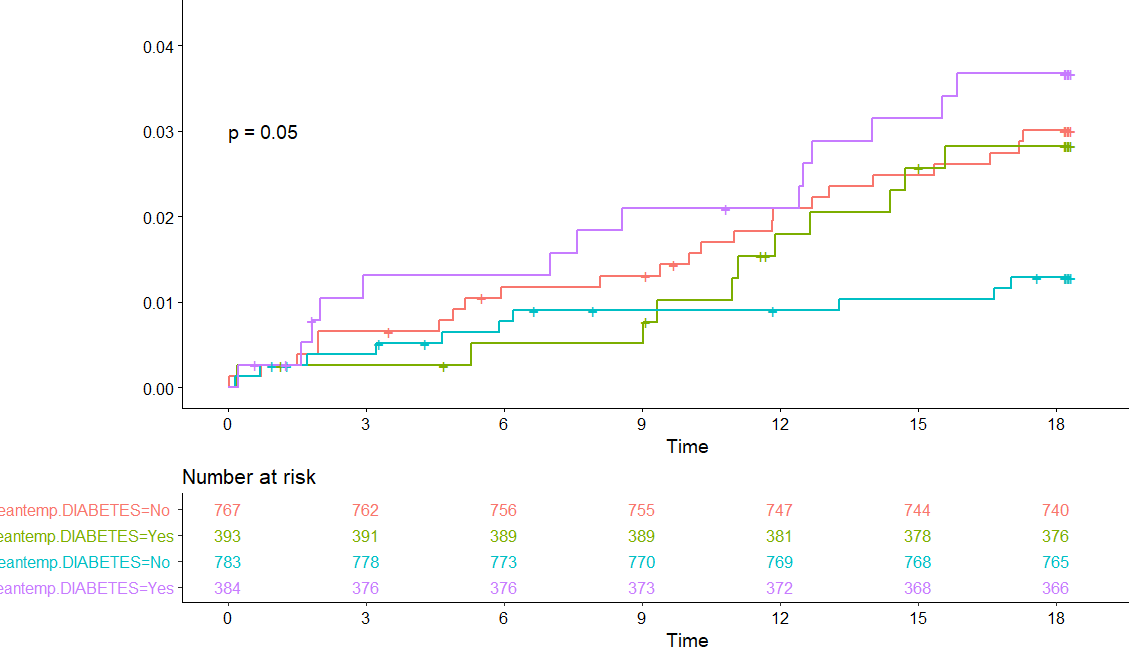 0.04
0.03
p = 0.05
0.02
0.01
0.00
0 3 6 9 12 15 18
Time
Number at risk
eantemp.DIABETES=No 767 762 756 755 747 744 740
eantemp.DIABETES=Yes 393 391 389 389 381 378 376
eantemp.DIABETES=No 783 778 773 770 769 768 765
eantemp.DIABETES=Yes 384 376 376 373 372 368 366
0 3 6 9 12 15 18
Time